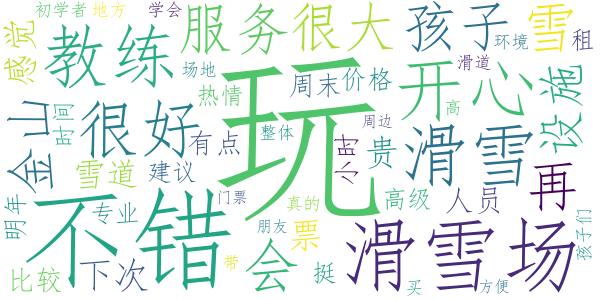 初学者
地方
学会
服务
很大
孩子
雪
感觉
教练
场地
热情
周末
价格
环境
租
滑道
开心
设施
高
金山
时间
很好
有点
玩
整体
小时
周边
贵
滑雪
再
雪道
建议
门票
真的
高级
人员
明年
专业
不错
会
票
朋友
滑雪场
孩子们
比较
下次
带
挺
买
方便